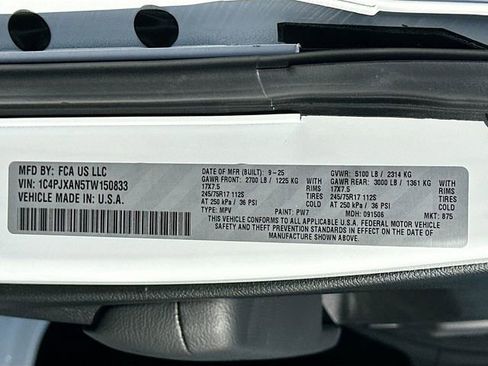 MFD BY: FCA US LLC
VIN: 1C4PJXAN5TW150833
VEHICLE MADE IN: U.S.A.
DATE OF MFR (BUILT): 9-25
GAWR FRONT: 2700 LB / 1225 KG
17X7.5 RIMS
245/75R17 112S TIRES
AT 250 kPa / 36 PSI COLD
GVWR: 5100 LB / 2314 KG
GAWR REAR: 3000 LB / 1361 KG
17X7.5 RIMS
245/75R17 112S TIRES
AT 250 kPa / 36 PSI COLD
TYPE: MPV PAINT: PW7 MDH: 091506 MKT: 875
THIS VEHICLE CONFORMS TO ALL APPLICABLE U.S.A. FEDERAL MOTOR VEHICLE
SAFETY AND THEFT PREVENTION STANDARDS IN EFFECT ON THE DATE OF
MANUFACTURE SHOWN ABOVE.